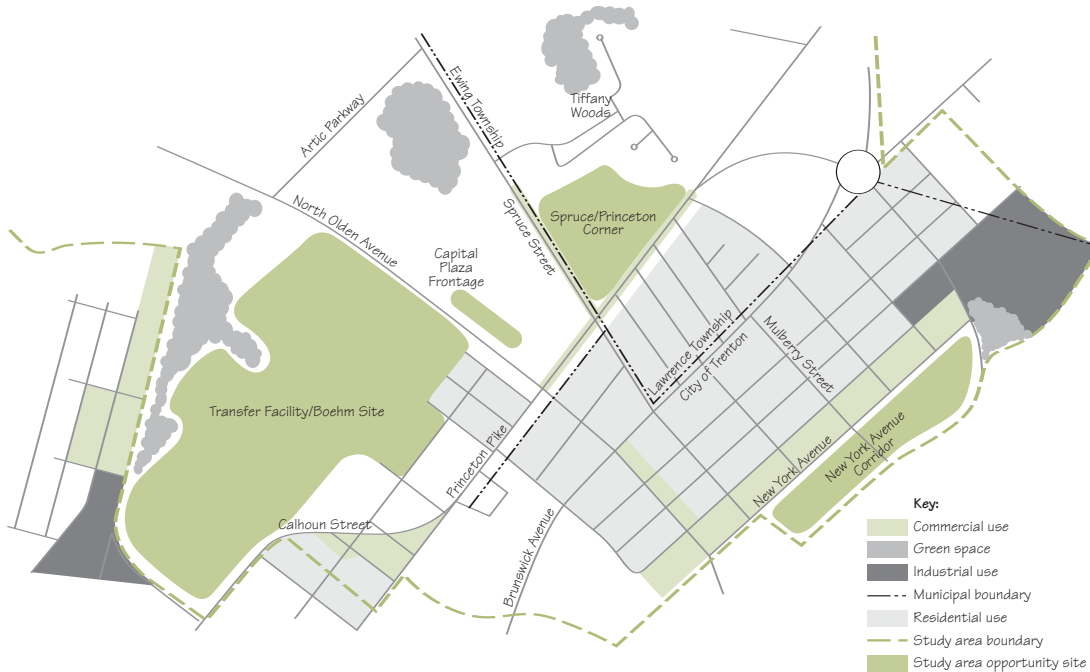 Ewing Township
Tiffany
Woods
Artic Parkway
North Olden Avenue
Spruce Street
Spruce/Princeton
Corner
Capital
Plaza
Frontage
Lawrence Township
City of Trenton
Mulberry Street
Transfer Facility/Boehm Site
Princeton Pike
New York Avenue
New York Avenue
Corridor
Calhoun Street
Brunswick Avenue
Key:
Commercial use
Green space
Industrial use
Municipal boundary
Residential use
Study area boundary
Study area opportunity site